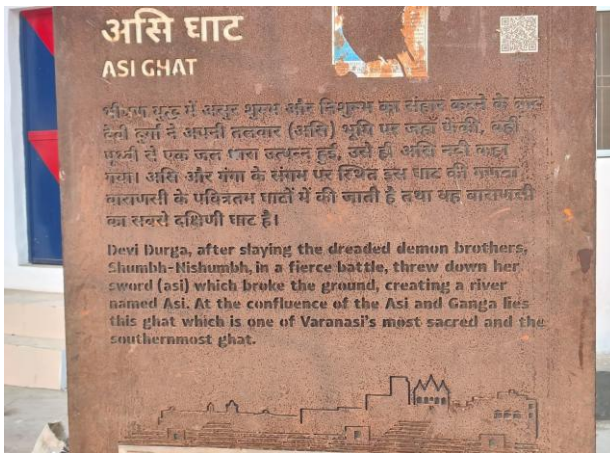 असि घाट
ASI GHAT
भीषण युद्ध में असुर शुम्भ और निशुम्भ का संहार करने के बाद
देवी दुर्गा ने अपनी तलवार (असि) भूमि पर जहाँ फेंकी, वहीं
पृथ्वी से एक जल धारा उत्पन्न हुई, उसे ही असि नदी कहा
गया। असि और गंगा के संगम पर स्थित इस घाट की गणना
वाराणसी के पवित्रतम घाटों में की जाती है तथा यह वाराणसी
का सबसे दक्षिणी घाट है।
Devi Durga, after slaying the dreaded demon brothers,
Shumbh-Nishumbh, in a fierce battle, threw down her
sword (asi) which broke the ground, creating a river
named Asi. At the confluence of the Asi and Ganga lies
this ghat which is one of Varanasi's most sacred and the
southernmost ghat.